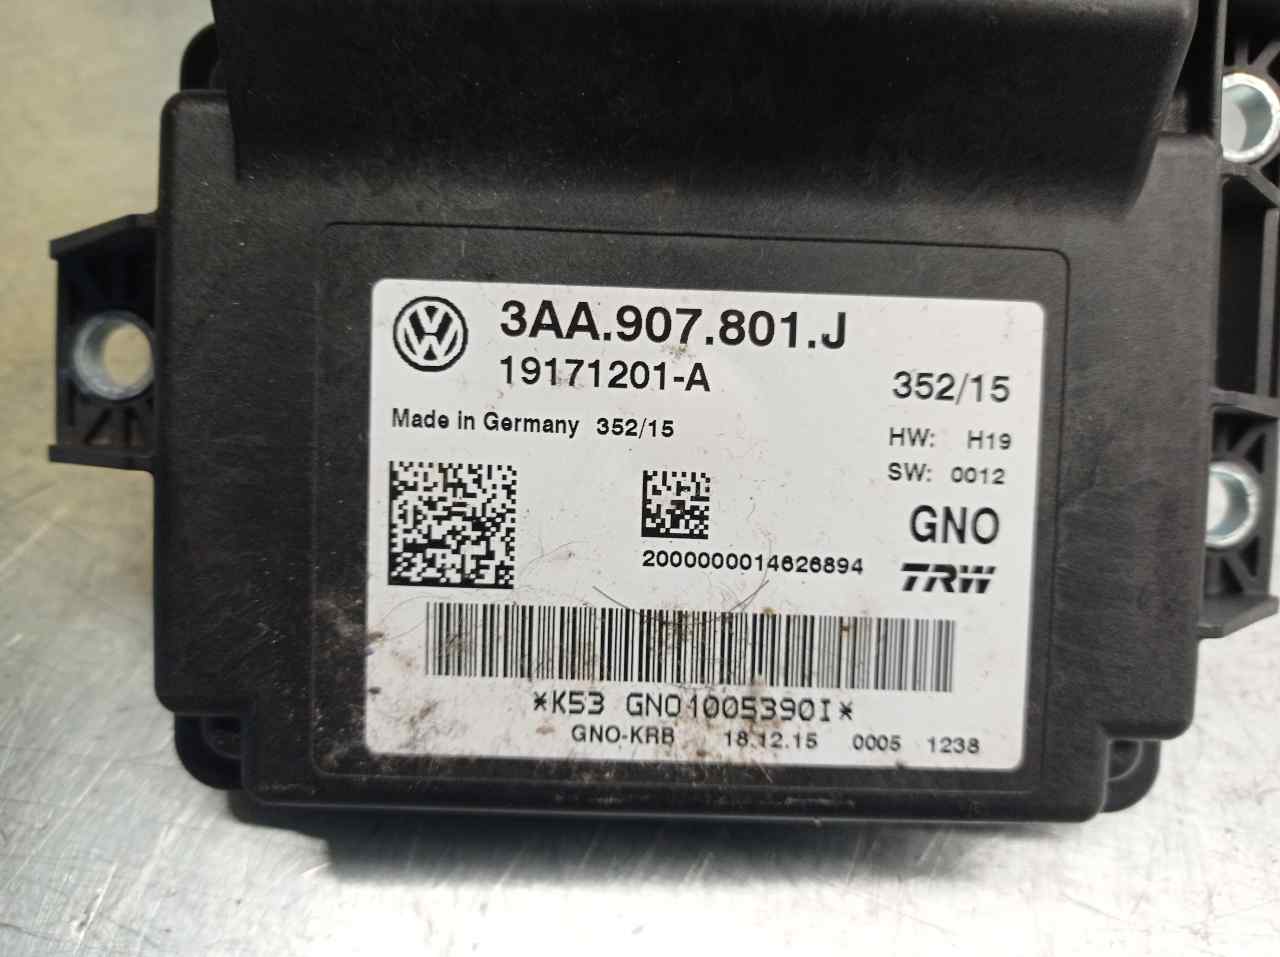 3AA.907.801.J
19171201-A
352/15
Made in Germany 352/15
HW: H19
SW: 0012
GNO
2000000014626894
TRW
*K53 GNO1005390I*
GNO-KRB 18.12.15 0005 1238